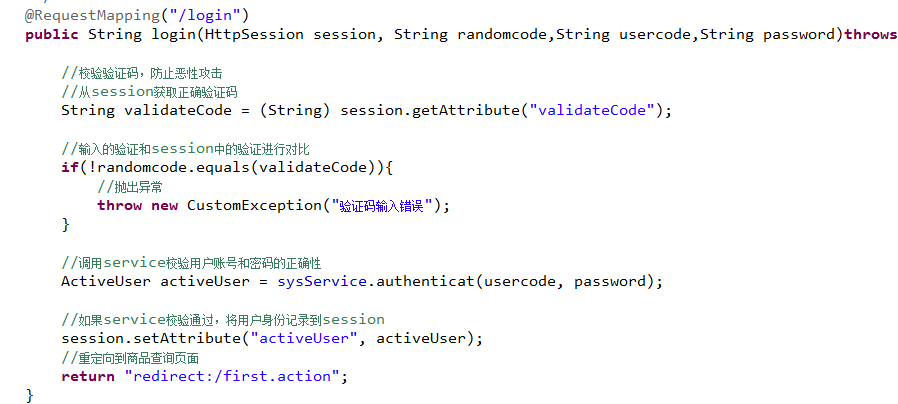 @RequestMapping("/login")
public String login(HttpSession session, String randomcode,String usercode,String password)throws
//校验验证码，防止恶性攻击
//从session获取正确验证码
String validateCode = (String) session.getAttribute("validateCode");
//输入的验证和session中的验证进行对比
if(!randomcode.equals(validateCode)){
//抛出异常
throw new CustomException("验证码输入错误");
}
//调用service校验用户账号和密码的正确性
ActiveUser activeUser = sysService.authenticat(usercode, password);
//如果service校验通过，将用户身份记录到session
session.setAttribute("activeUser", activeUser);
//重定向到商品查询页面
return "redirect:/first.action";
}